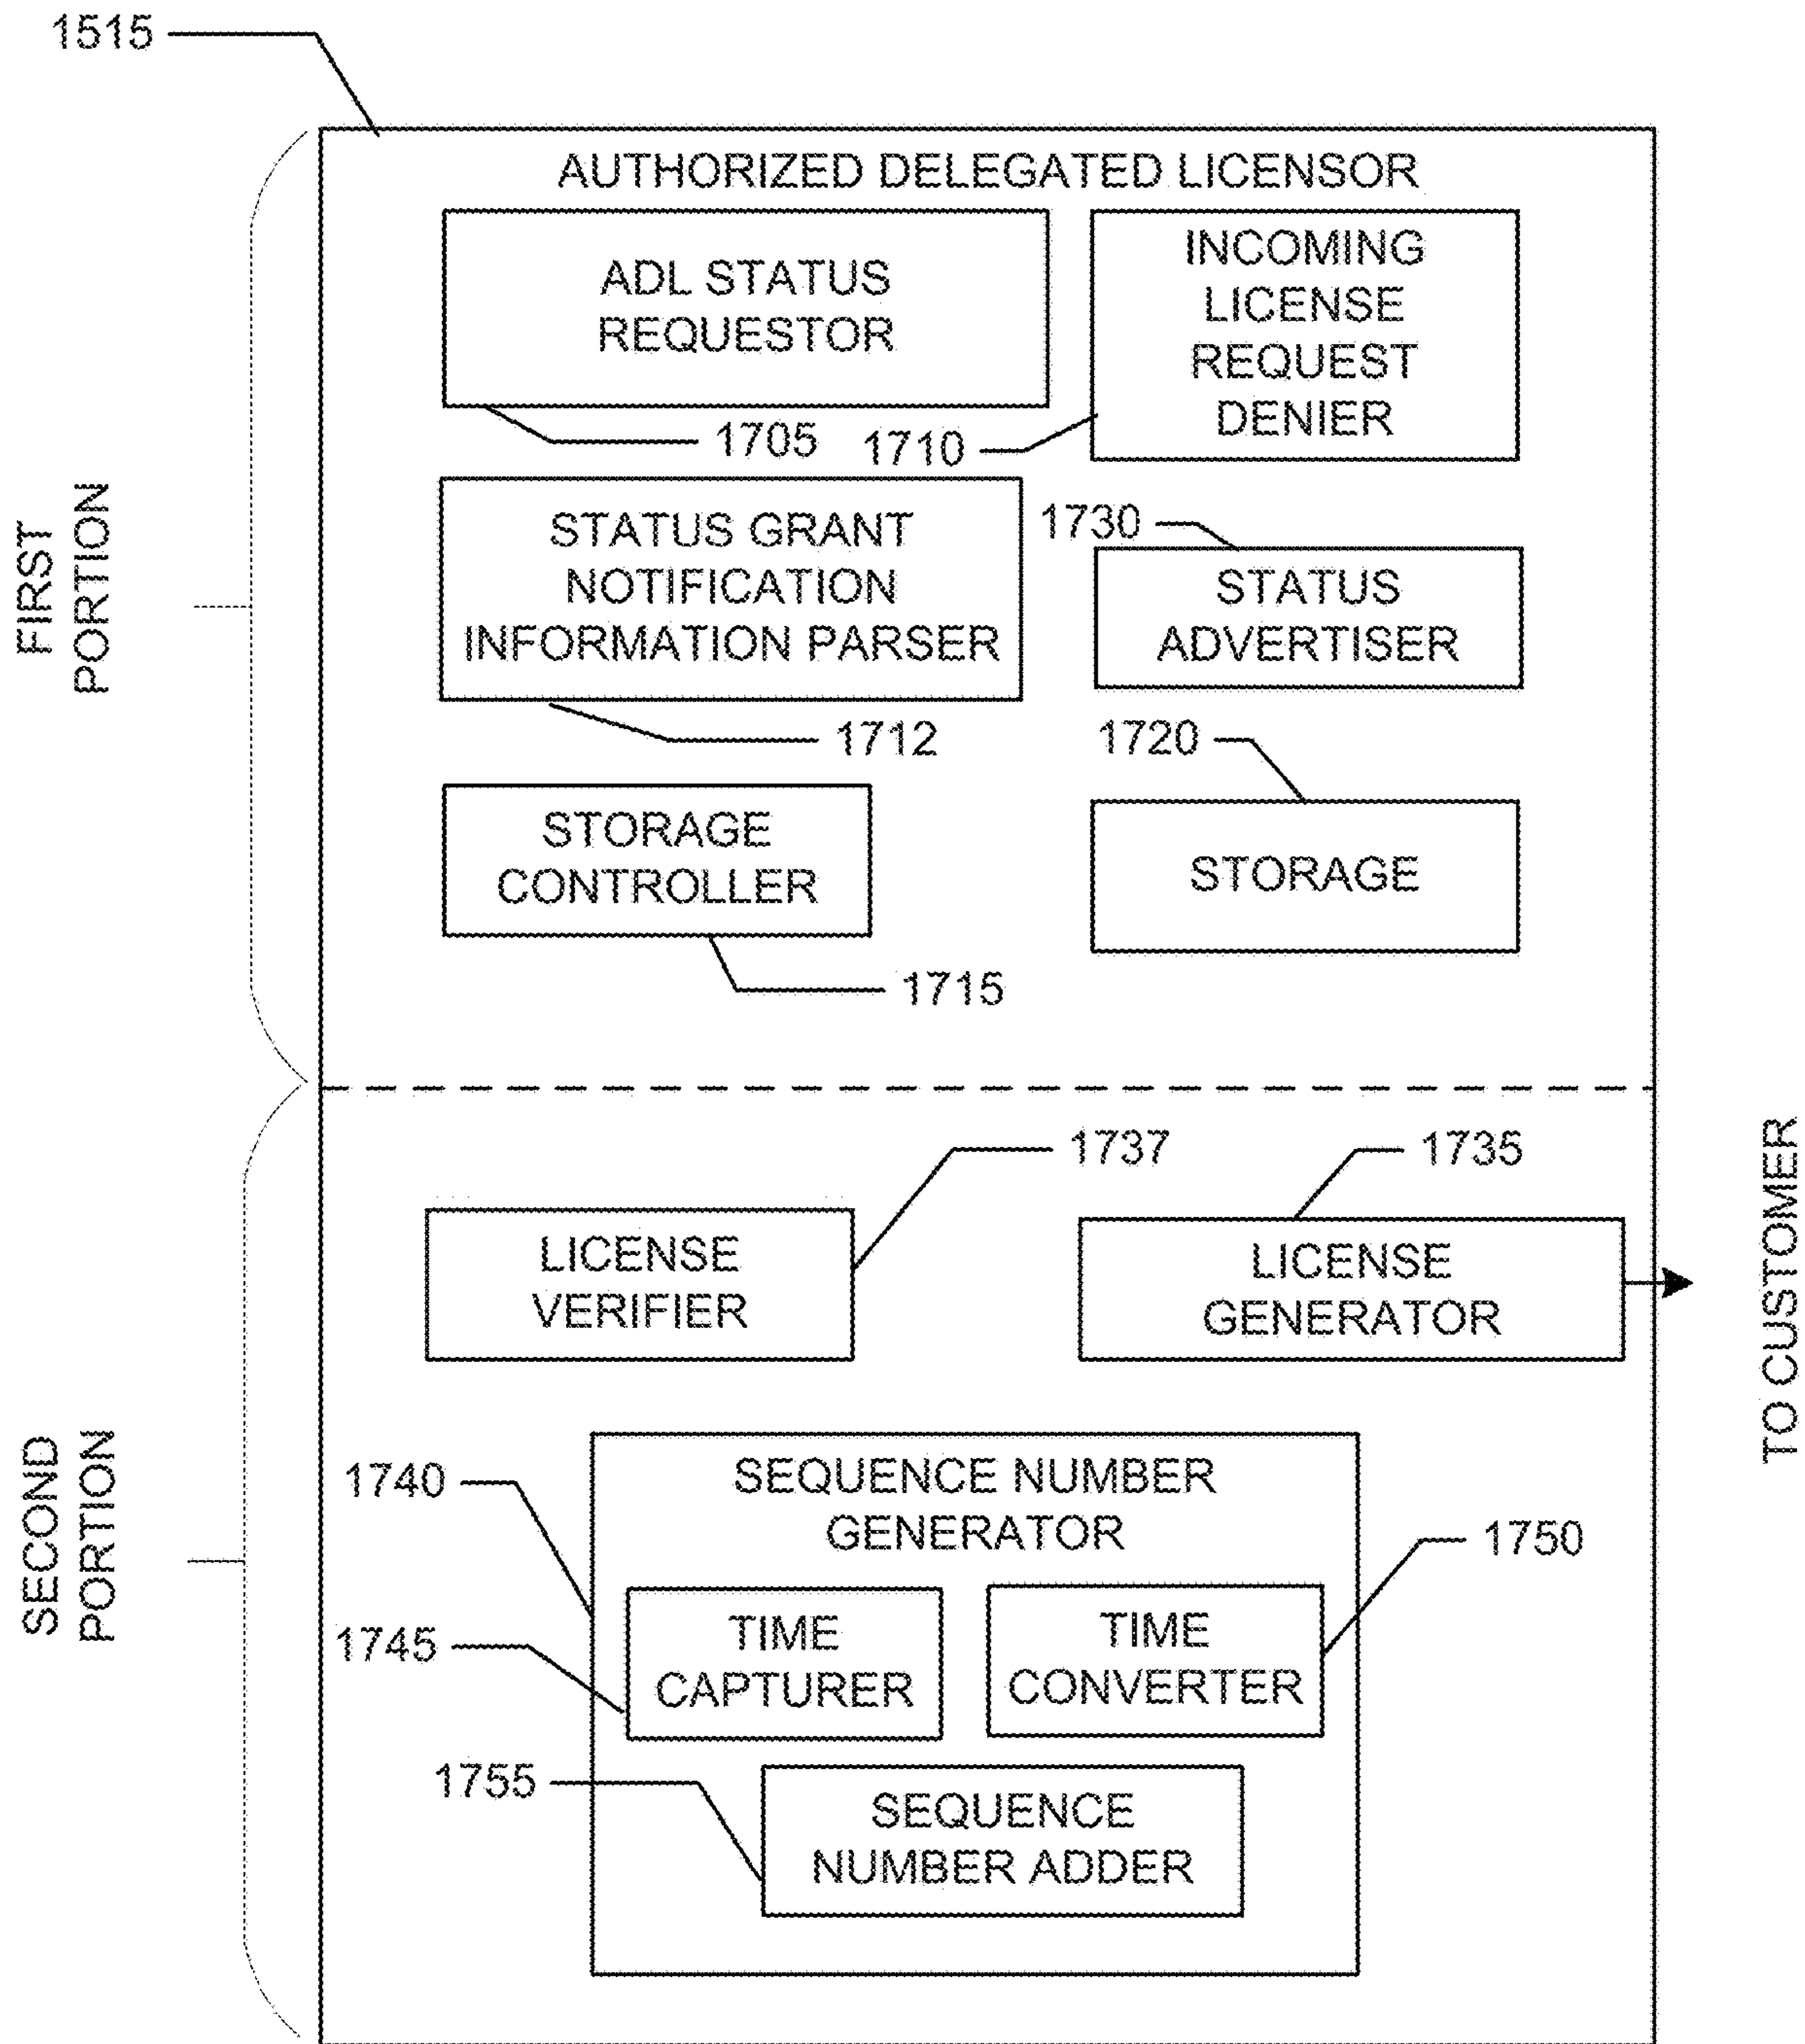 1515
AUTHORIZED DELEGATED LICENSOR
ADL STATUS
REQUESTOR
1705
INCOMING
LICENSE
REQUEST
DENIER
1710
FIRST
PORTION
STATUS GRANT
NOTIFICATION
INFORMATION PARSER
1712
1730
STATUS
ADVERTISER
1720
STORAGE
CONTROLLER
1715
STORAGE
1737
1735
LICENSE
VERIFIER
LICENSE
GENERATOR
TO CUSTOMER
SECOND
PORTION
1740
SEQUENCE NUMBER
GENERATOR
1750
1745
TIME
CAPTURER
TIME
CONVERTER
1755
SEQUENCE
NUMBER ADDER